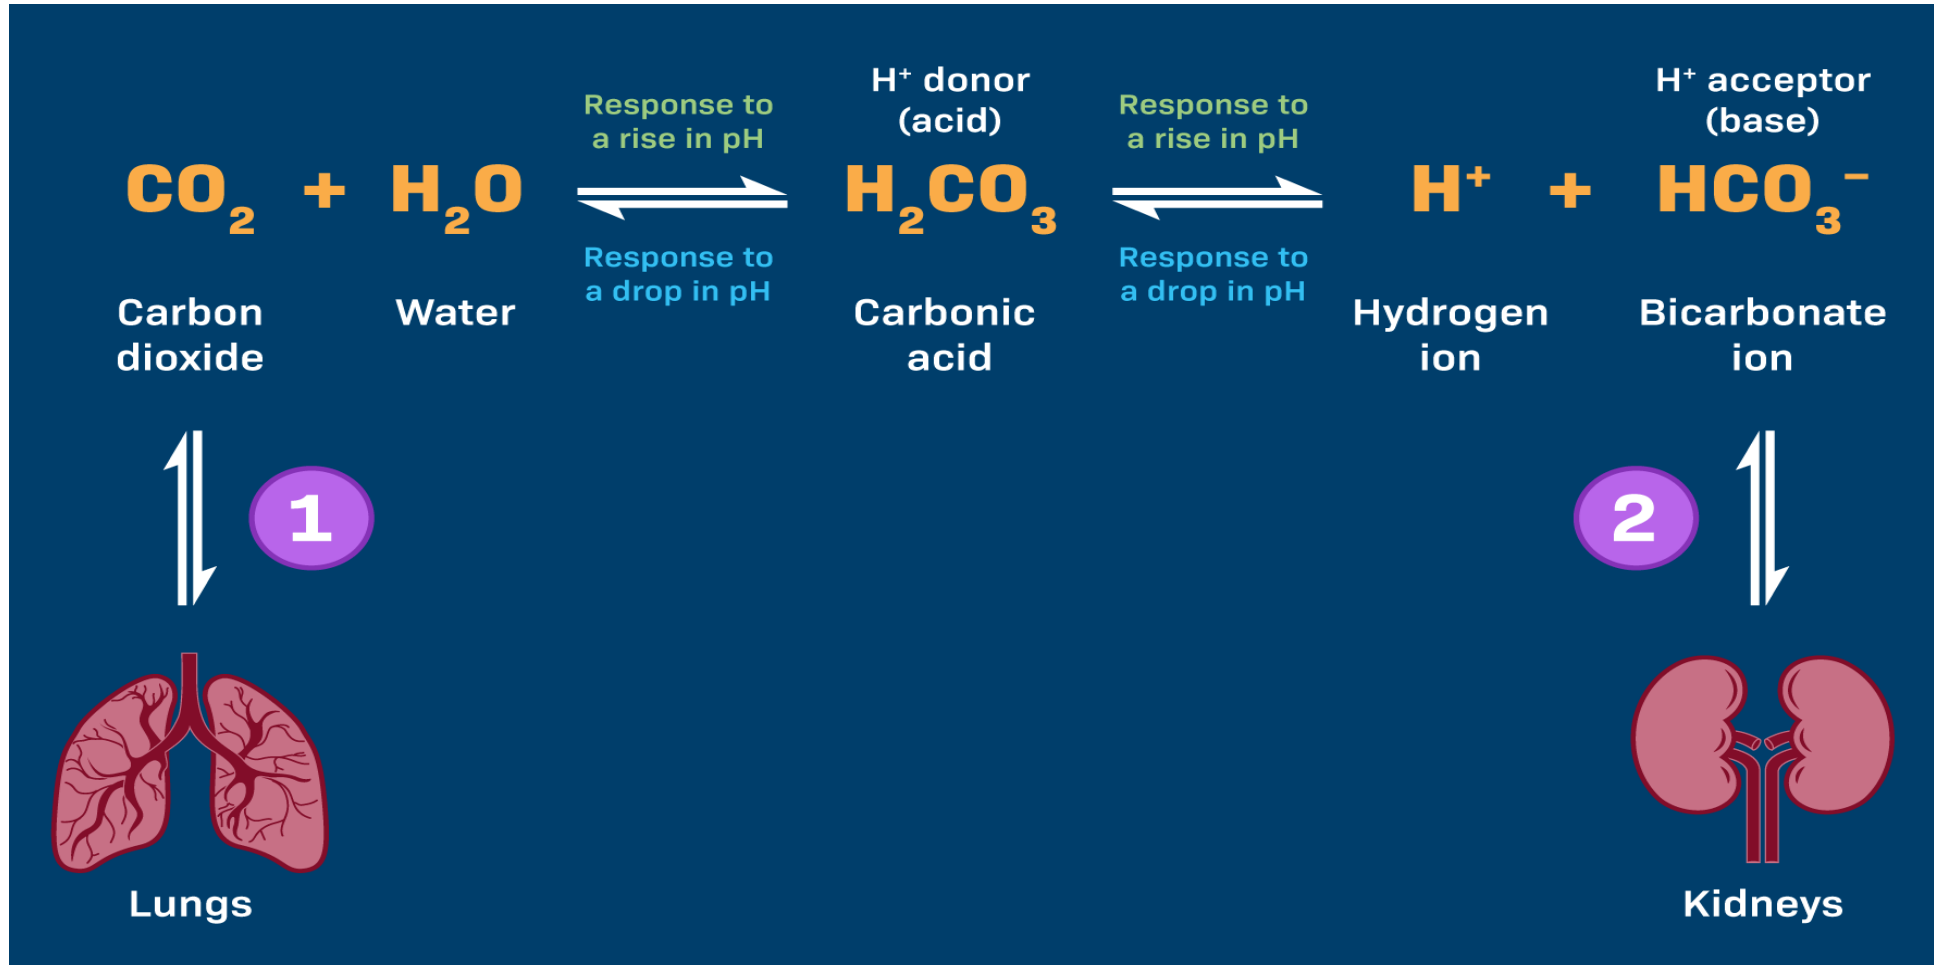 H⁺ donor
(acid)
H⁺ acceptor
(base)
Response to
a rise in pH
Response to
a rise in pH
CO₂ + H₂O H₂CO₃ H⁺ + HCO₃⁻
Response to
a drop in pH
Response to
a drop in pH
Carbon
dioxide
Water
Carbonic
acid
Hydrogen
ion
Bicarbonate
ion
1
2
Lungs
Kidneys